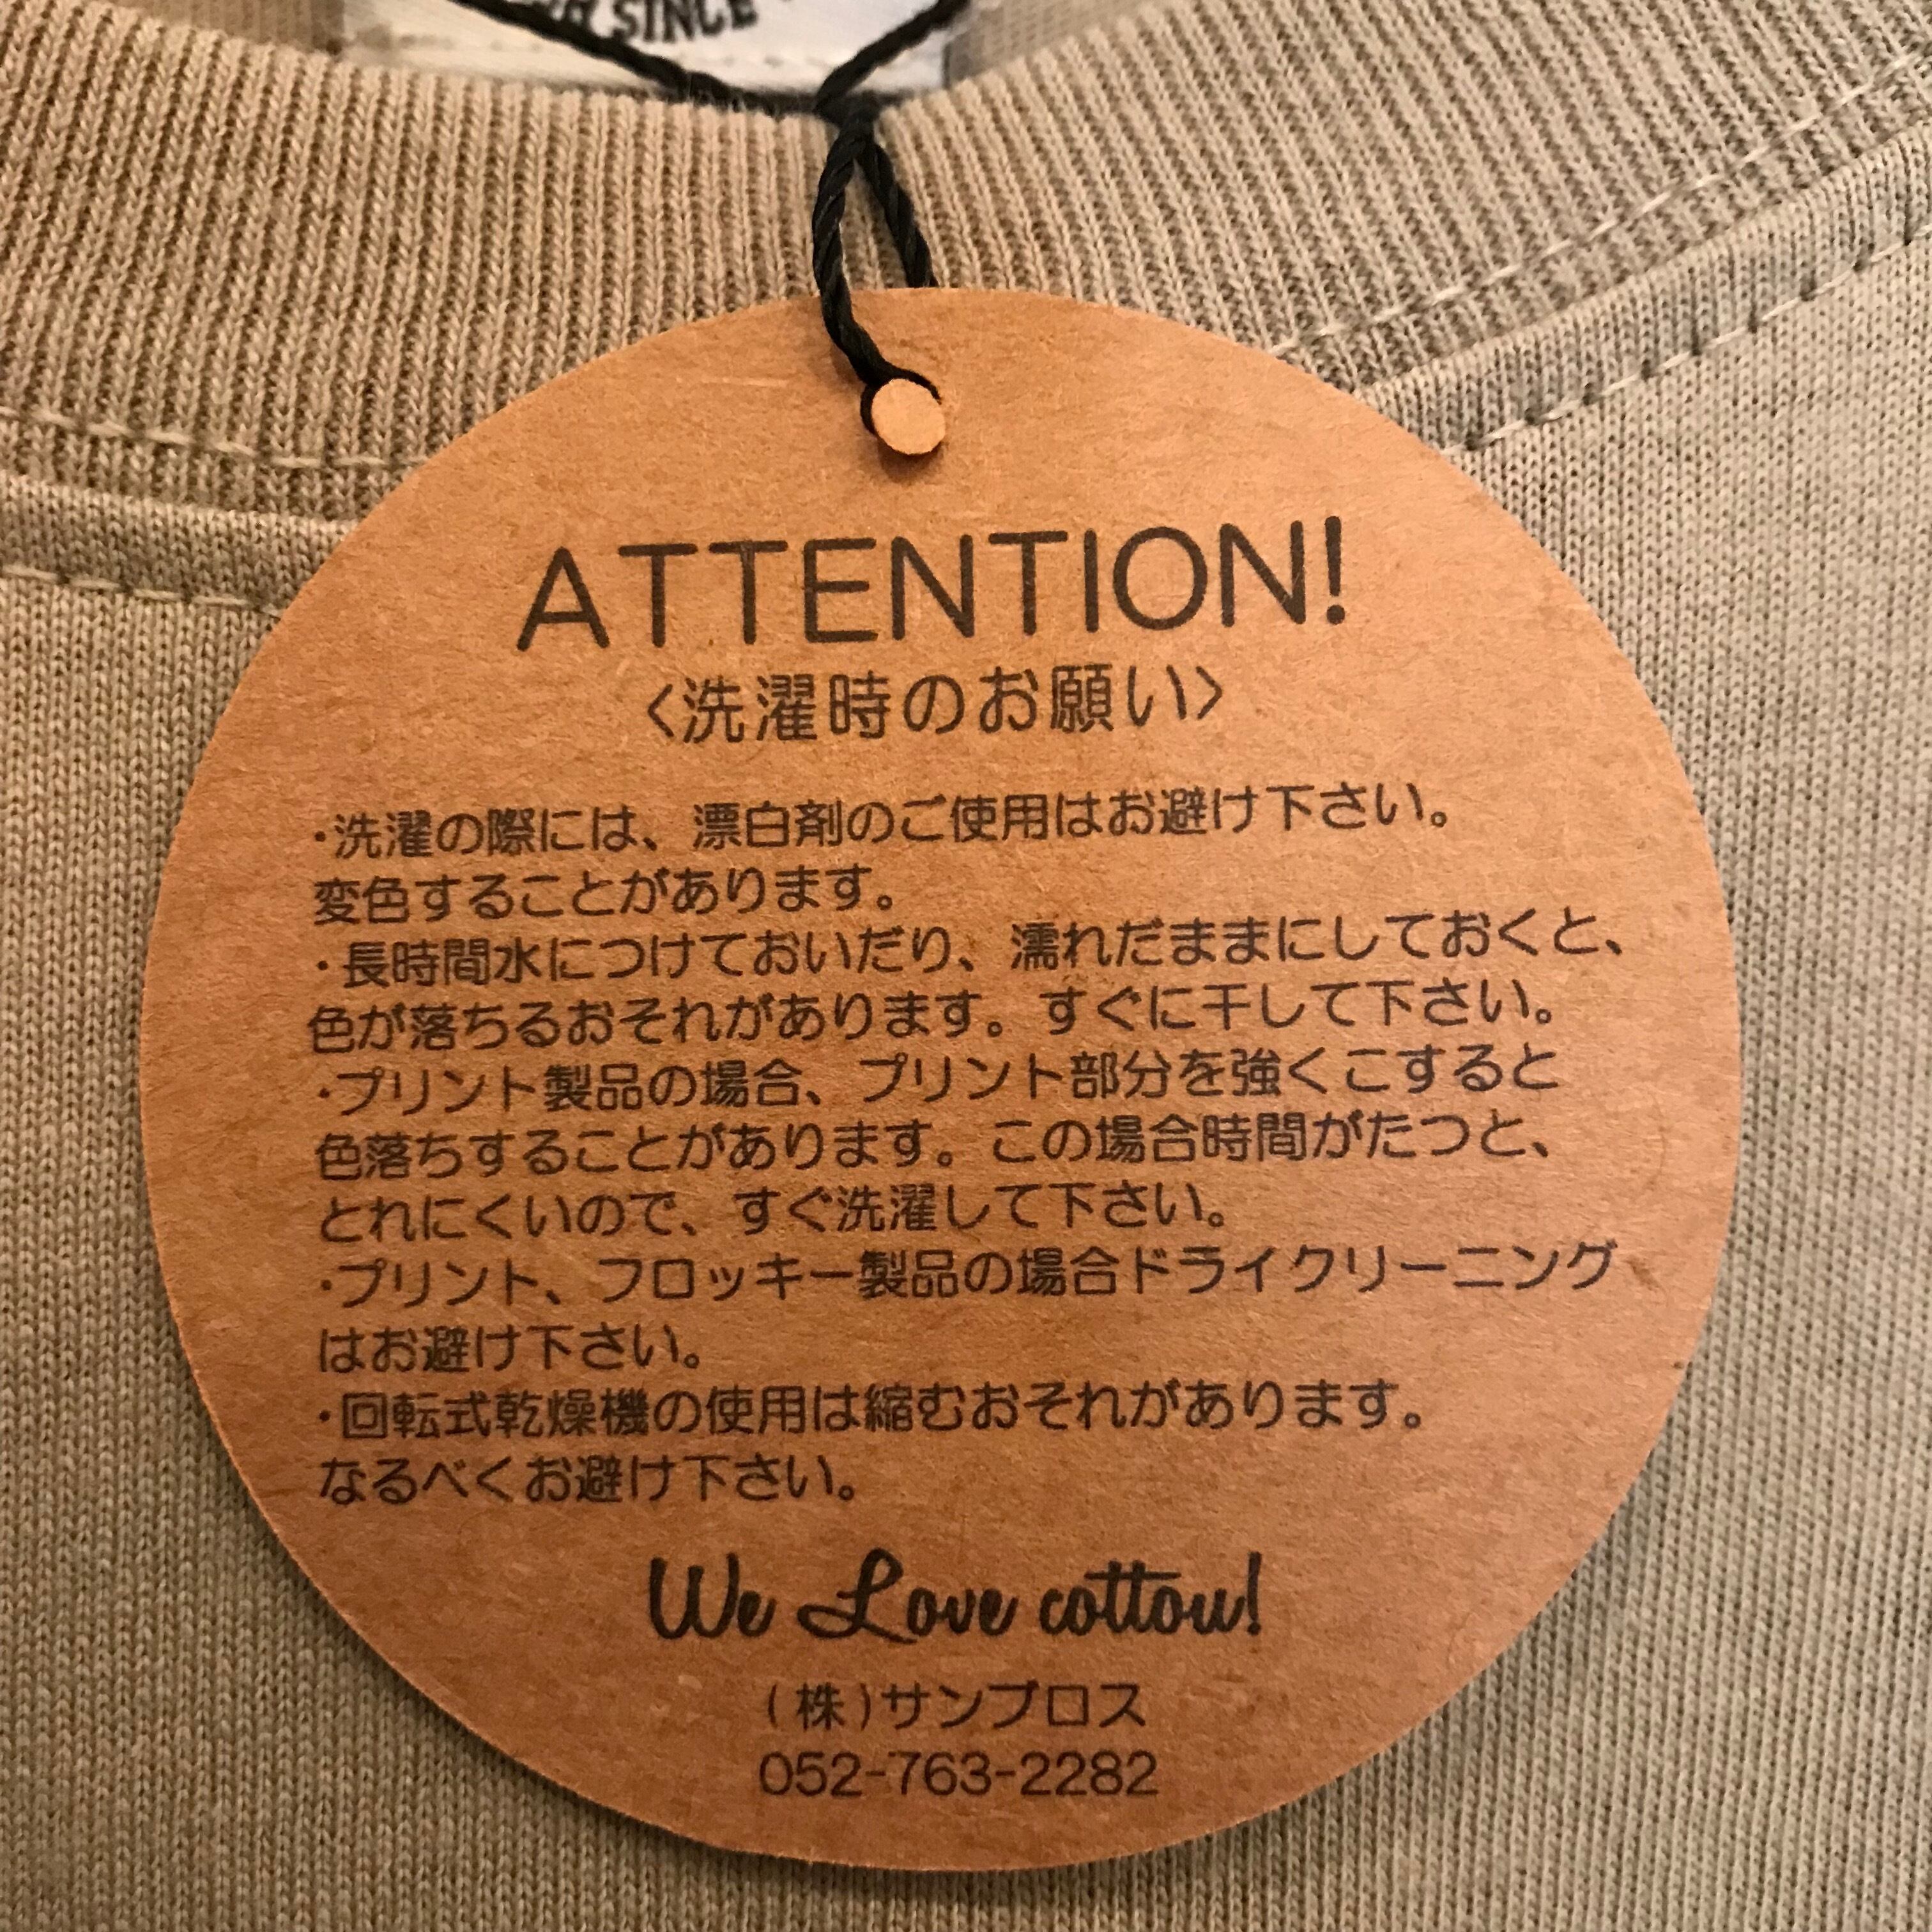 SINCE
ATTENTION!
<洗濯時のお願い>
・洗濯の際には、漂白剤のご使用はお避け下さい。
変色することがあります。
・長時間水につけておいだり、濡れだままにしておくと、
色が落ちるおそれがあります。すぐに干して下さい。
・プリント製品の場合、プリント部分を強くこすると
色落ちすることがあります。この場合時間がたつと、
とれにくいので、すぐ洗濯して下さい。
・プリント、フロッキー製品の場合ドライクリーニング
はお避け下さい。
・回転式乾燥機の使用は縮むおそれがあります。
なるべくお避け下さい。
We Love cotton!
(株)サンブロス
052-763-2282